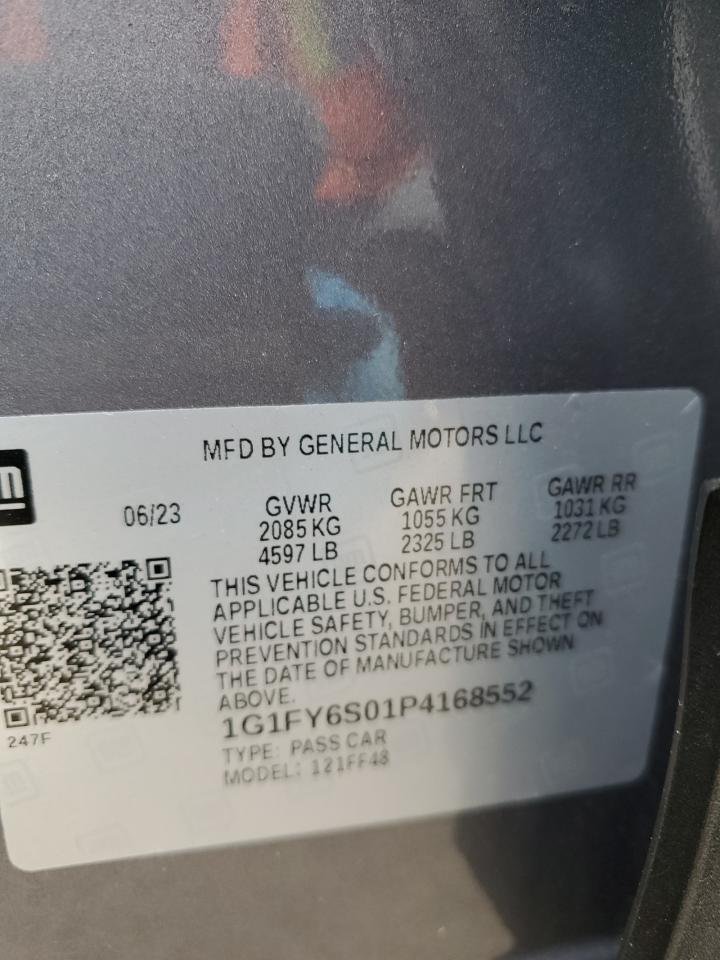 MFD BY GENERAL MOTORS LLC
06/23
GVWR
2085 KG
4597 LB
GAWR FRT
1055 KG
2325 LB
GAWR RR
1031 KG
2272 LB
THIS VEHICLE CONFORMS TO ALL
APPLICABLE U.S. FEDERAL MOTOR
VEHICLE SAFETY, BUMPER, AND THEFT
PREVENTION STANDARDS IN EFFECT ON
THE DATE OF MANUFACTURE SHOWN
ABOVE.
1G1FY6S01P4168552
TYPE: PASS CAR
MODEL: 121FF48
247F